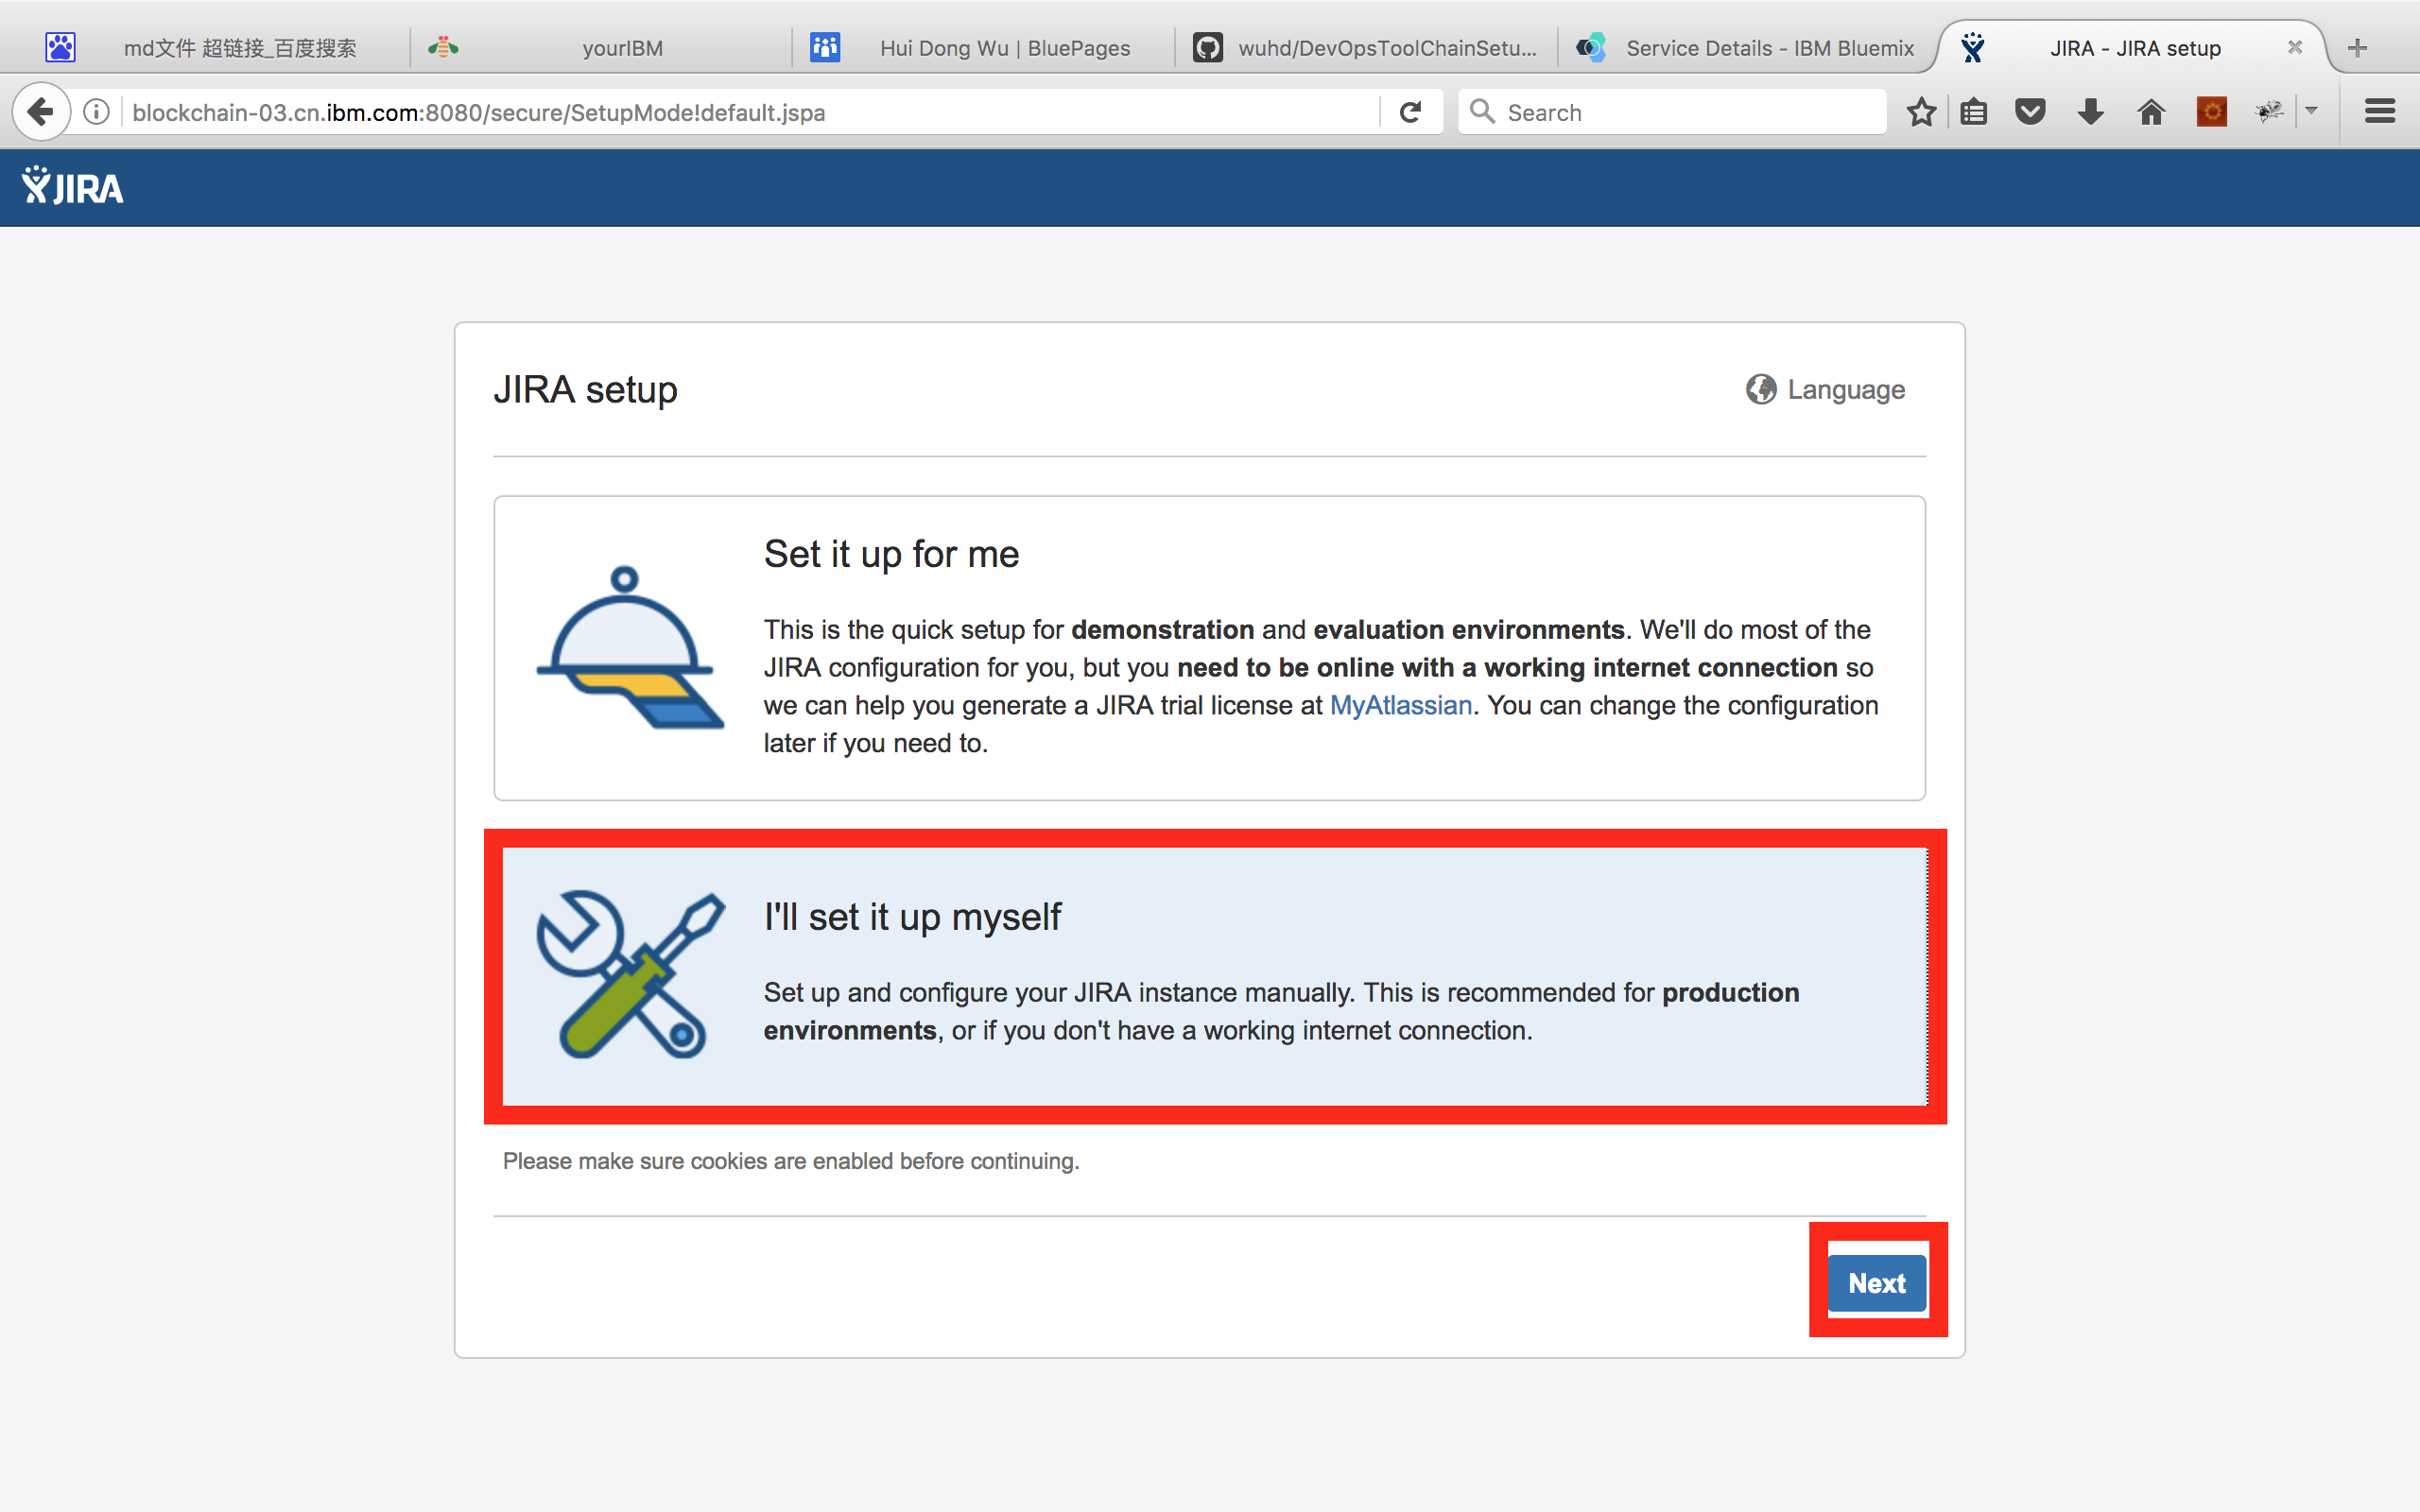 md文件 超链接_百度搜索
yourIBM
Hui Dong Wu | BluePages
wuhd/DevOpsToolChainSetu...
Service Details - IBM Bluemix
JIRA - JIRA setup
blockchain-03.cn.ibm.com:8080/secure/SetupMode!default.jspa
Search
JIRA
JIRA setup
Language
Set it up for me
This is the quick setup for demonstration and evaluation environments. We'll do most of the
JIRA configuration for you, but you need to be online with a working internet connection so
we can help you generate a JIRA trial license at MyAtlassian. You can change the configuration
later if you need to.
I'll set it up myself
Set up and configure your JIRA instance manually. This is recommended for production
environments, or if you don't have a working internet connection.
Please make sure cookies are enabled before continuing.
Next